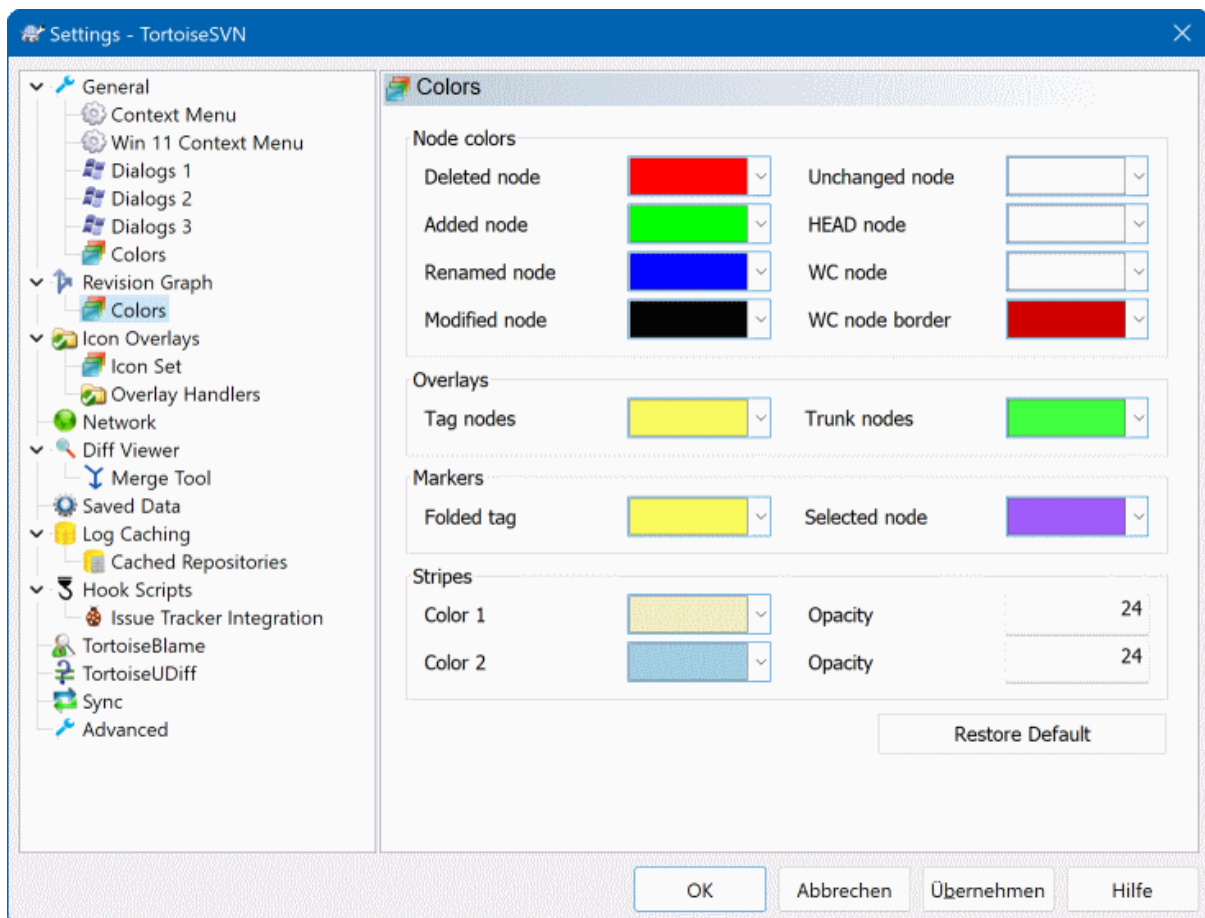 Settings - TortoiseSVN
General
Context Menu
Win 11 Context Menu
Dialogs 1
Dialogs 2
Dialogs 3
Colors
Revision Graph
Colors
Icon Overlays
Icon Set
Overlay Handlers
Network
Diff Viewer
Merge Tool
Saved Data
Log Caching
Cached Repositories
Hook Scripts
Issue Tracker Integration
TortoiseBlame
TortoiseUDiff
Sync
Advanced
Colors
Node colors
Deleted node Unchanged node
Added node HEAD node
Renamed node WC node
Modified node WC node border
Overlays
Tag nodes Trunk nodes
Markers
Folded tag Selected node
Stripes
Color 1 Opacity 24
Color 2 Opacity 24
Restore Default
OK Abbrechen Übernehmen Hilfe